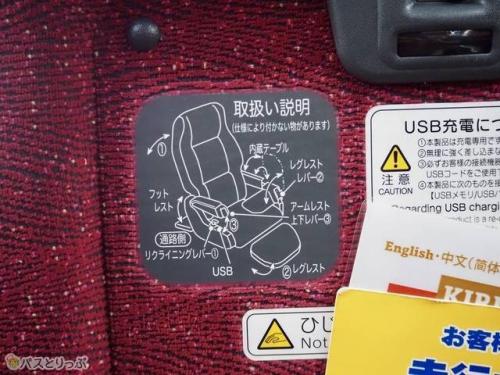 取扱い説明
(仕様により付かない物があります)
①
内蔵テーブル
レグレスト
レバー②
フット
レスト
アームレスト
上下レバー③
③
通路側
リクライニングレバー①
USB
②レグレスト
USB充電につ
①本製品は充電専用です
②無理に強く差し込まな
③必ずお客様の接続機器
USBコードをご使用
④本製品に次のものを接
【USBメモリ/USB
注意
CAUTION
Regarding USB chargin
English・中文(简体
KIR
お客様
ひじ
Not
バスとりっぷ